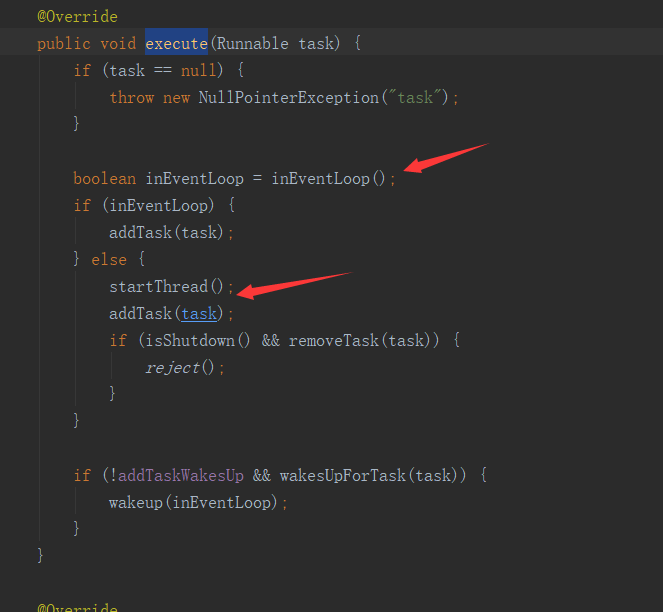 @Override
public void execute(Runnable task) {
if (task == null) {
throw new NullPointerException("task");
}
boolean inEventLoop = inEventLoop();
if (inEventLoop) {
addTask(task);
} else {
startThread();
addTask(task);
if (isShutdown() && removeTask(task)) {
reject();
}
}
if (!addTaskWakesUp && wakesUpForTask(task)) {
wakeup(inEventLoop);
}
}
@Override